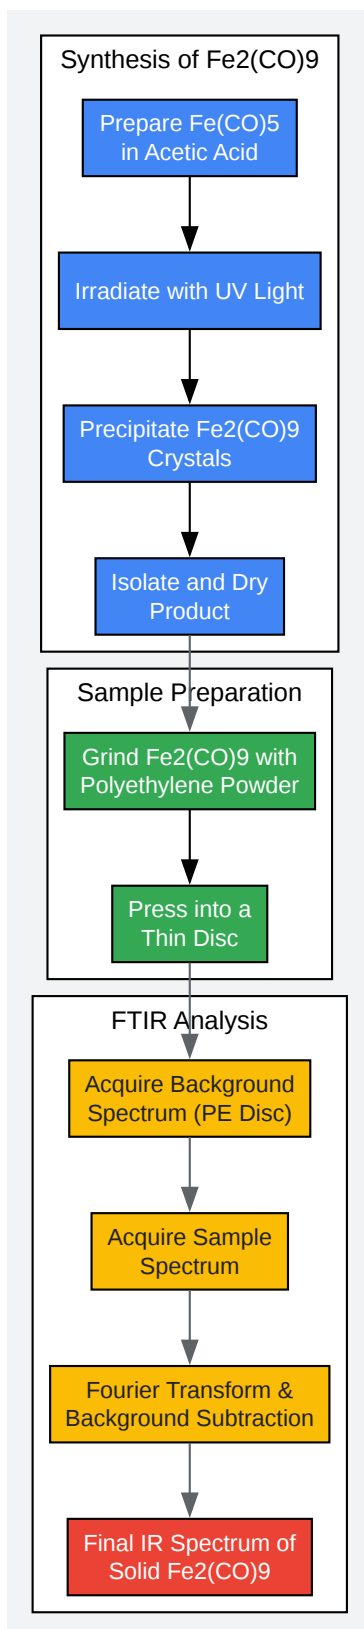 Synthesis of Fe2(CO)9
Prepare Fe(CO)5
in Acetic Acid
Irradiate with UV Light
Precipitate Fe2(CO)9
Crystals
Isolate and Dry
Product
Sample Preparation
Grind Fe2(CO)9 with
Polyethylene Powder
Press into a
Thin Disc
FTIR Analysis
Acquire Background
Spectrum (PE Disc)
Acquire Sample
Spectrum
Fourier Transform &
Background Subtraction
Final IR Spectrum of
Solid Fe2(CO)9